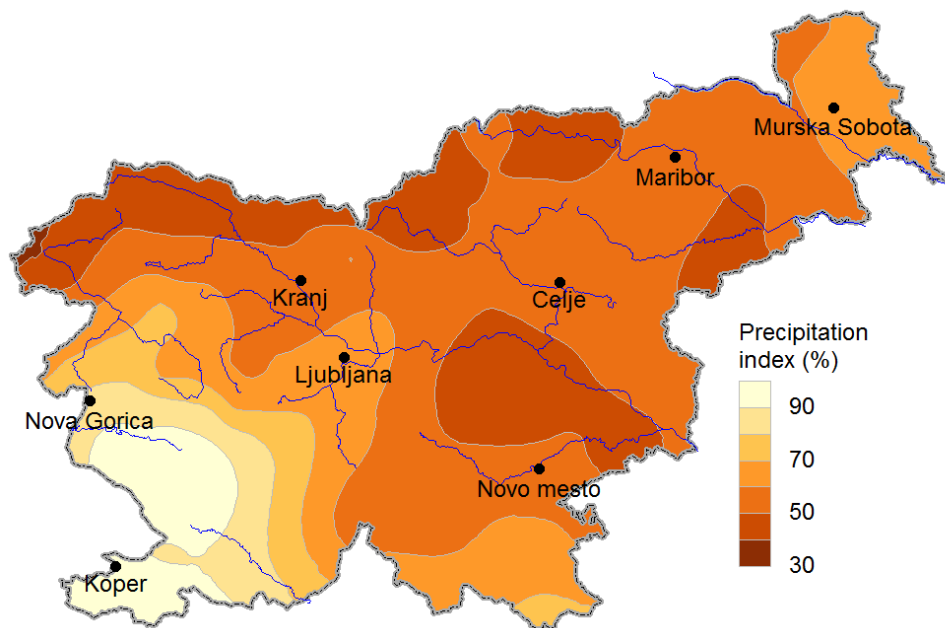 Murska Sobota
Maribor
Kranj
Celje
Ljubljana
Nova Gorica
Novo mesto
Koper
Precipitation
index (%)
90
70
50
30